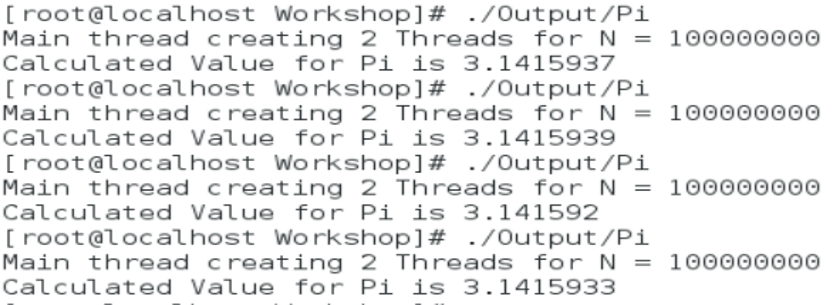 [root@localhost Workshop]# ./Output/Pi
Main thread creating 2 Threads for N = 100000000
Calculated Value for Pi is 3.1415937
[root@localhost Workshop]# ./Output/Pi
Main thread creating 2 Threads for N = 100000000
Calculated Value for Pi is 3.1415939
[root@localhost Workshop]# ./Output/Pi
Main thread creating 2 Threads for N = 100000000
Calculated Value for Pi is 3.141592
[root@localhost Workshop]# ./Output/Pi
Main thread creating 2 Threads for N = 100000000
Calculated Value for Pi is 3.1415933